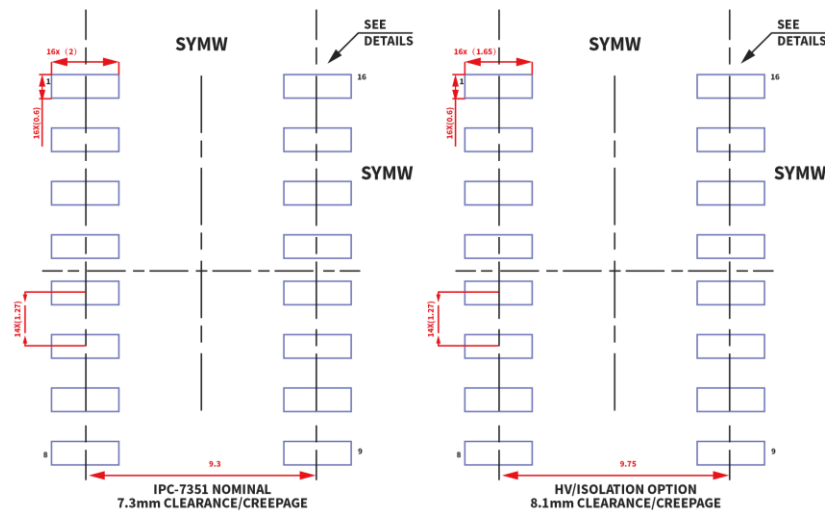 SEE
DETAILS
SYMW
16x（2）
1
16
16X(0.6)
SYMW
14X(1.27)
8
9
9.3
IPC-7351 NOMINAL
7.3mm CLEARANCE/CREEPAGE
SEE
DETAILS
SYMW
16x（1.65）
1
16
16X(0.6)
SYMW
14X(1.27)
8
9
9.75
HV/ISOLATION OPTION
8.1mm CLEARANCE/CREEPAGE